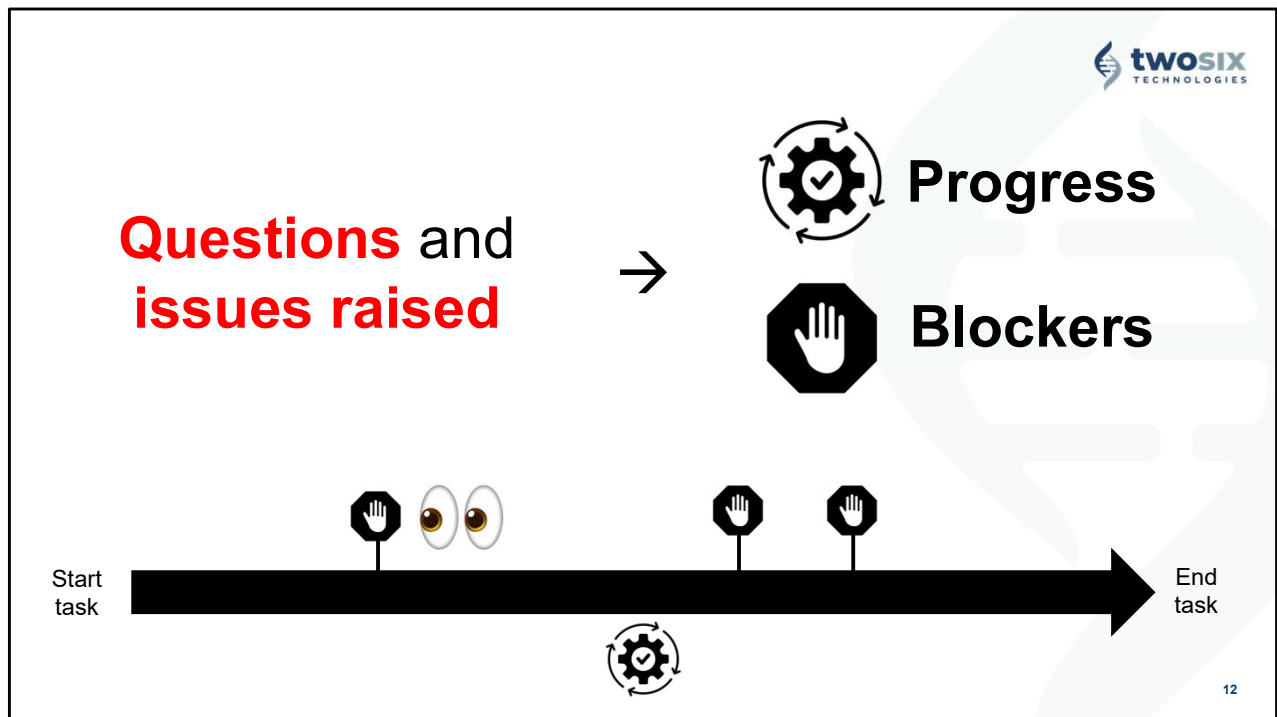 twosix
TECHNOLOGIES
Progress
Questions and
issues raised
→
Blockers
Start
task
End
task
12